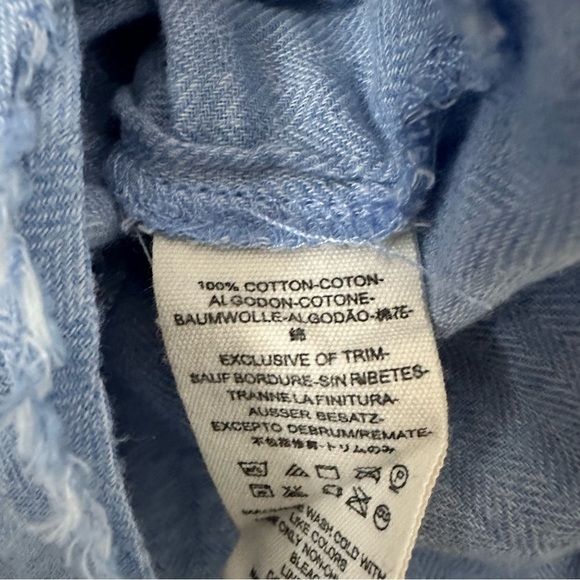 100% COTTON-COTON-
ALGODON-COTONE-
BAUMWOLLE-ALGODÃO-棉花-
綿
EXCLUSIVE OF TRIM-
SAUF BORDURE-SIN RIBETES-
TRANNE LA FINITURA-
AUSSER BESATZ-
EXCEPTO DEBRUM/REMATE-
不包括修剪-トリムのみ
P
WASH COLD WITH
LIKE COLORS
ONLY NON-
BLEA